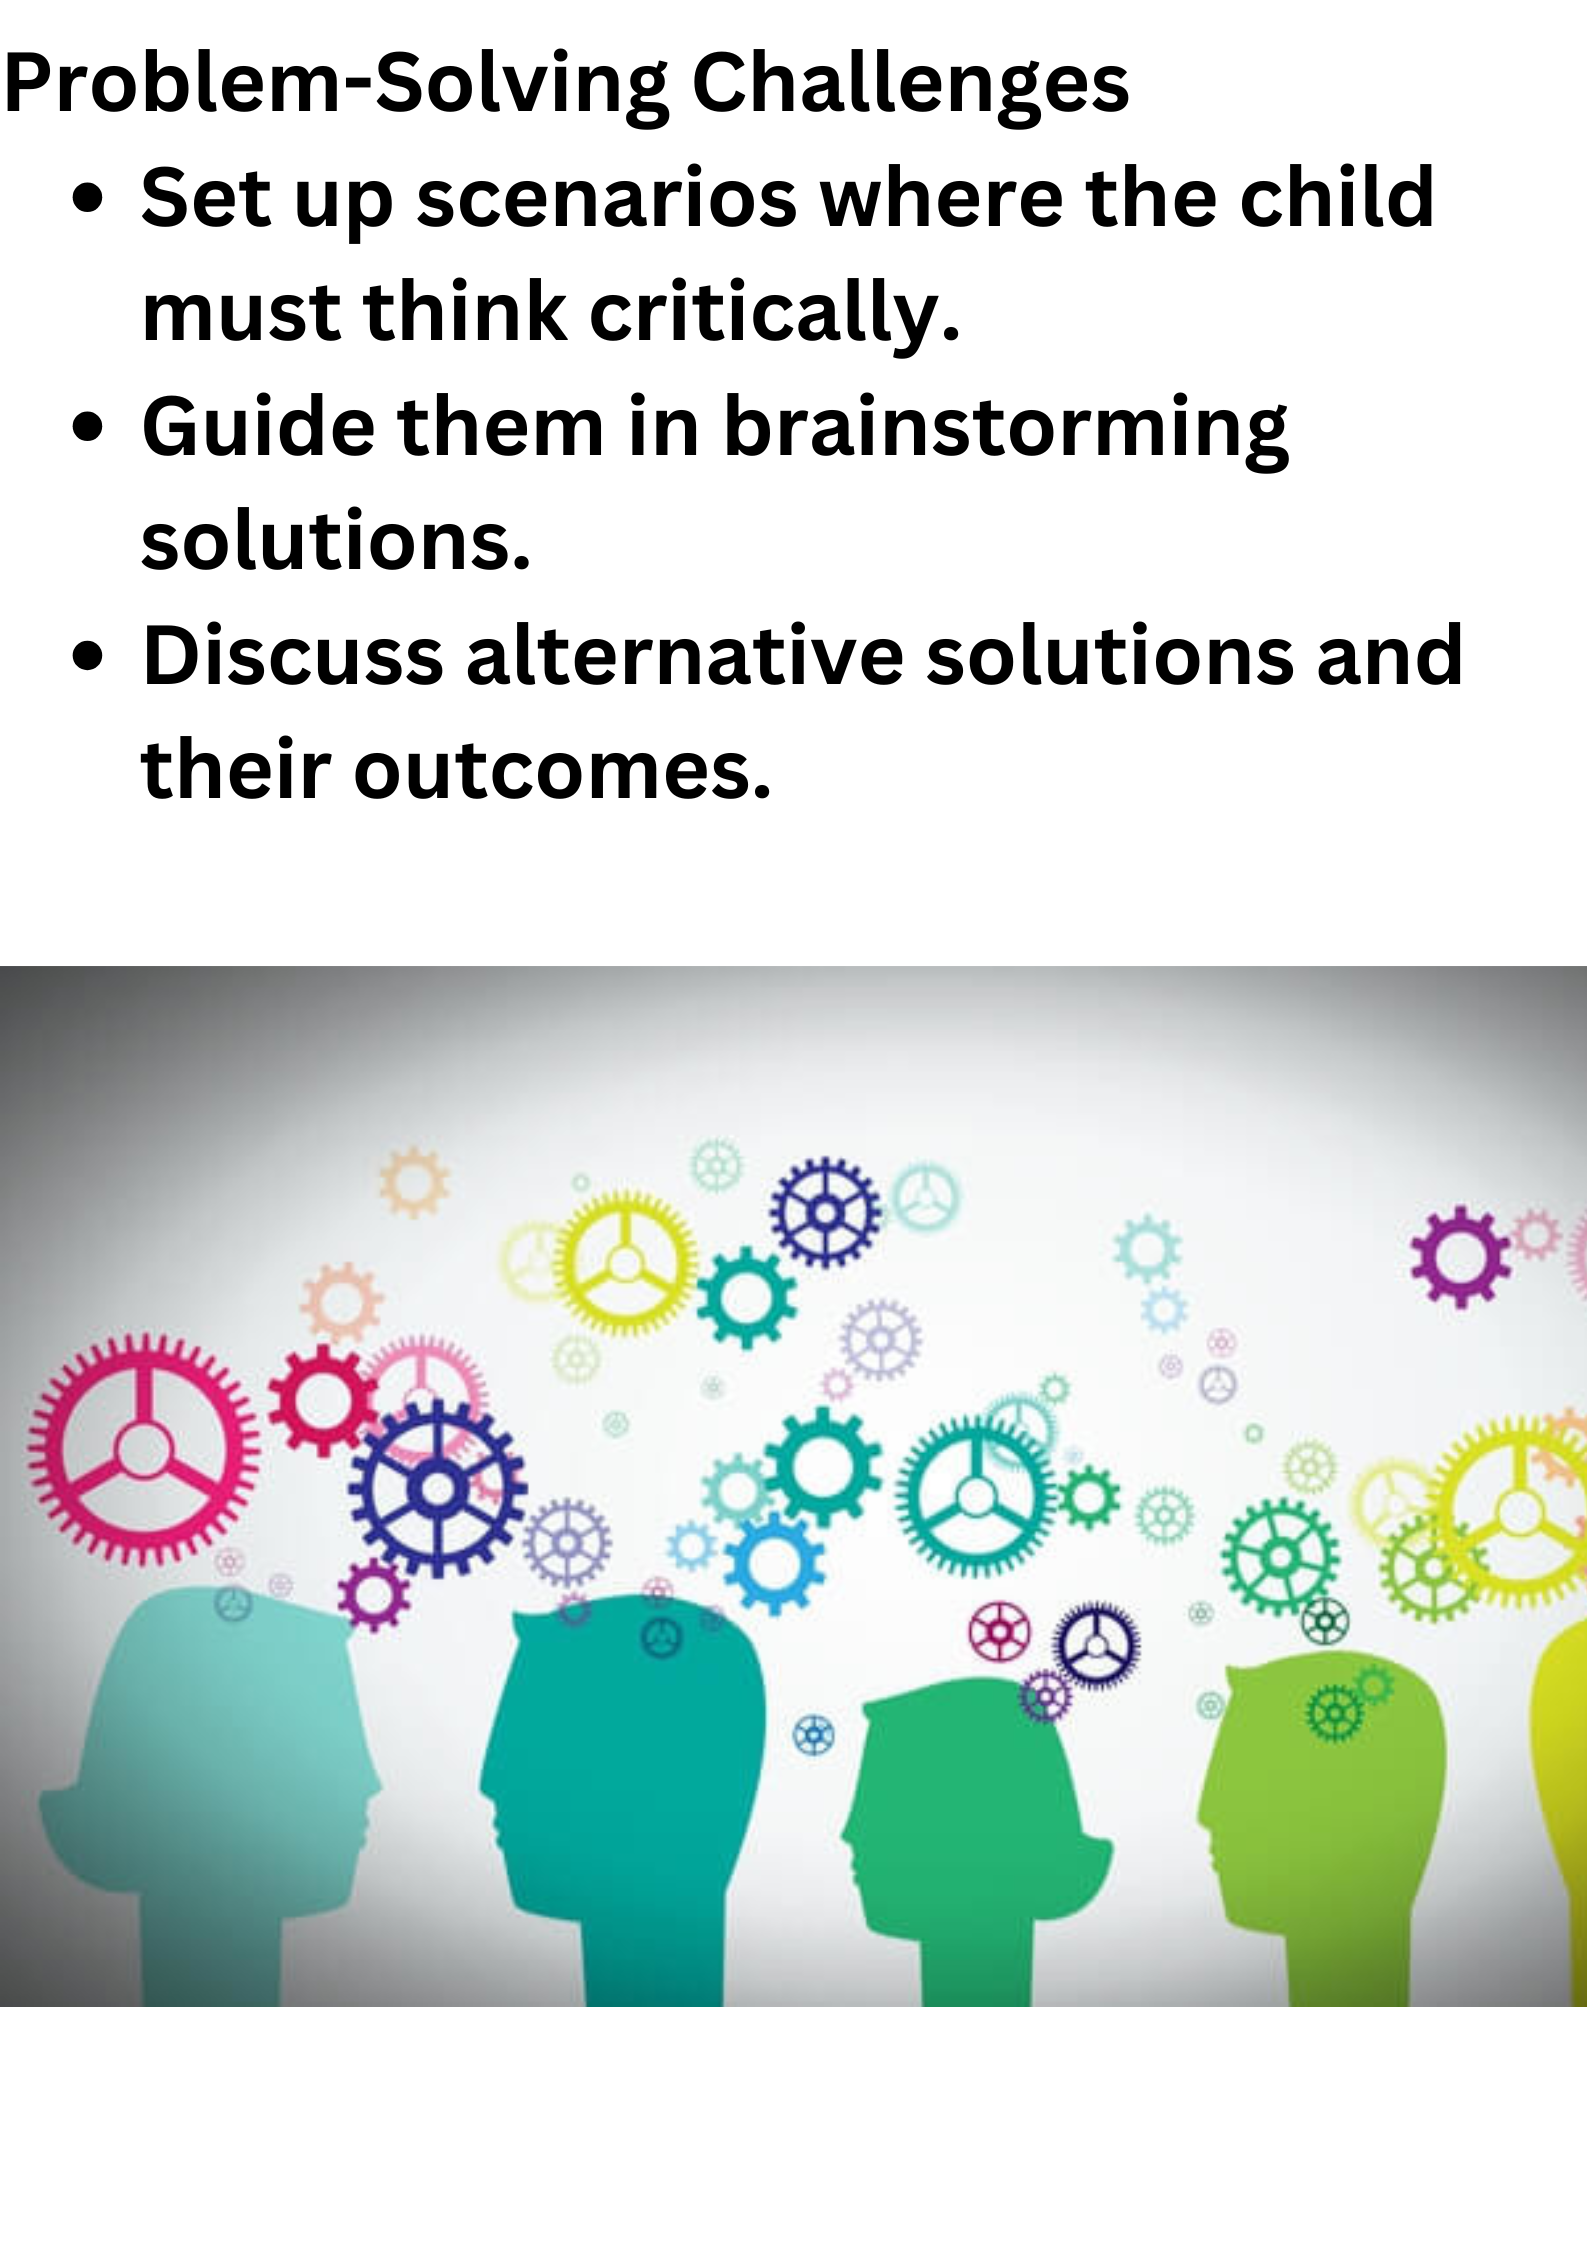 Problem-Solving Challenges
• Set up scenarios where the child
must think critically.
• Guide them in brainstorming
solutions.
• Discuss alternative solutions and
their outcomes.